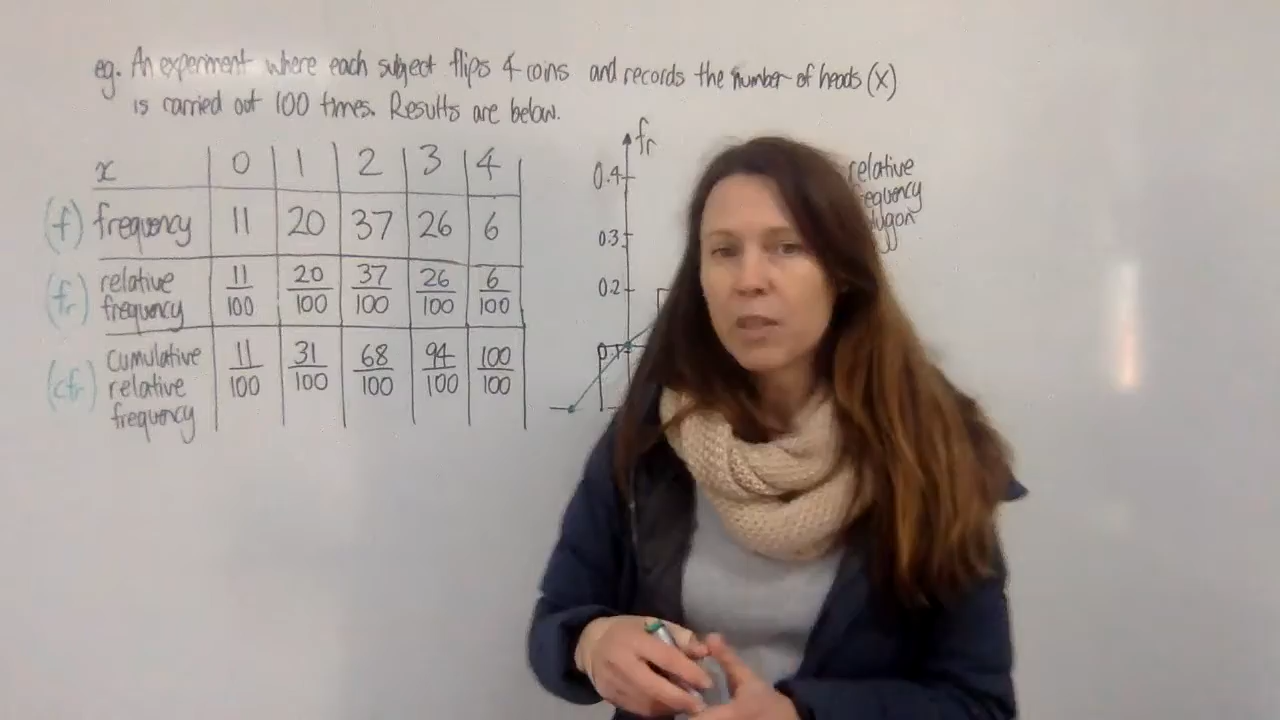 eg. An experiment where each subject flips 4 coins and records the number of heads (X)
is carried out 100 times. Results are below.
x 0 1 2 3 4
(f) frequency 11 20 37 26 6
(fr) relative frequency 11/100 20/100 37/100 26/100 6/100
(cfr) cumulative relative frequency 11/100 31/100 68/100 94/100 100/100
fr
0.4
0.3
0.2
0.1
relative